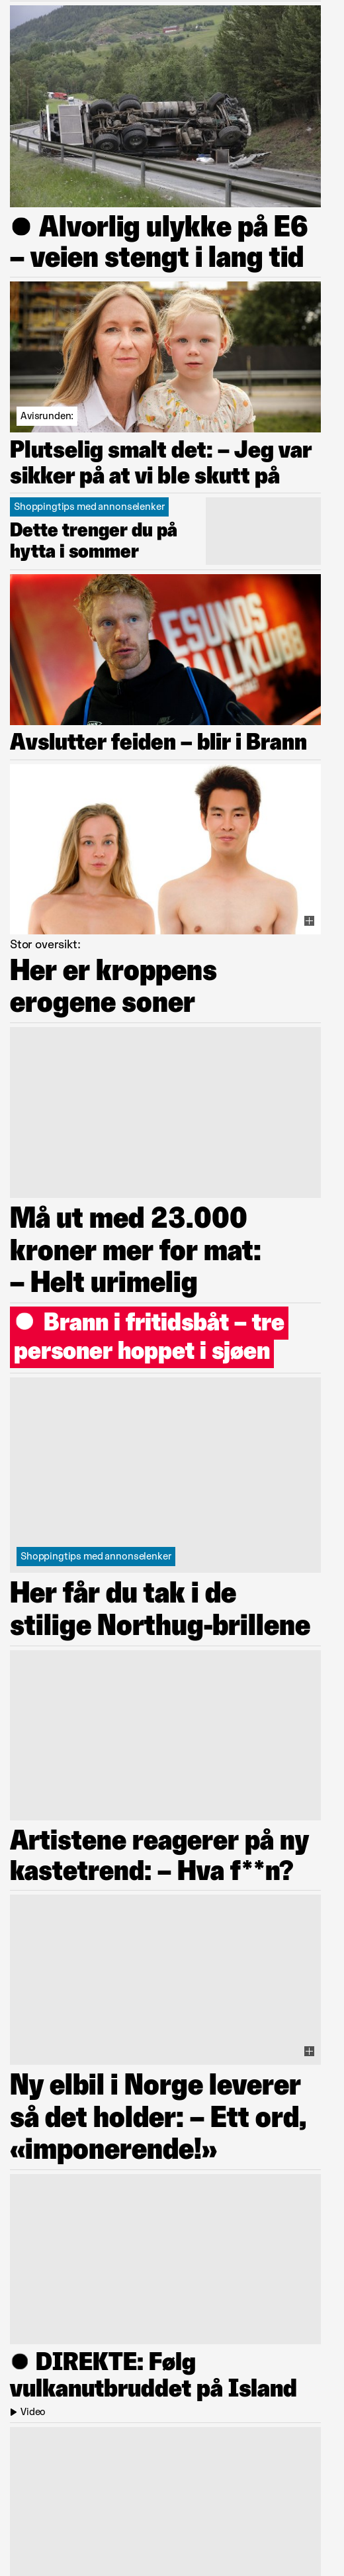 ● Alvorlig ulykke på E6
– veien stengt i lang tid
Avisrunden:
Plutselig smalt det: – Jeg var
sikker på at vi ble skutt på
Shoppingtips med annonselenker
Dette trenger du på
hytta i sommer
ESUNDS
Avslutter feiden – blir i Brann
Stor oversikt:
Her er kroppens
erogene soner
Må ut med 23.000
kroner mer for mat:
– Helt urimelig
● Brann i fritidsbåt – tre
personer hoppet i sjøen
Shoppingtips med annonselenker
Her får du tak i de
stilige Northug-brillene
Artistene reagerer på ny
kastetrend: – Hva f**n?
Ny elbil i Norge leverer
så det holder: – Ett ord,
«imponerende!»
● DIREKTE: Følg
vulkanutbruddet på Island
Video